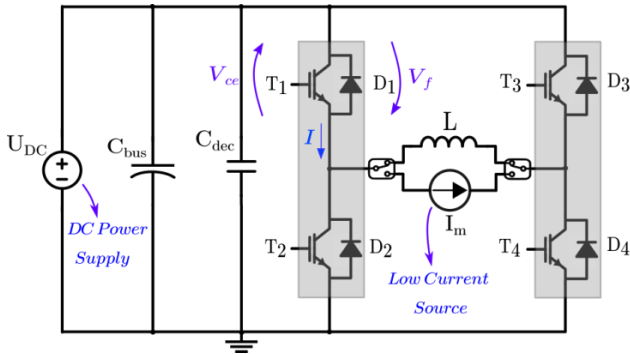 V_ce
T_1
D_1
V_f
T_3
D_3
U_DC
+
−
C_bus
C_dec
I
L
I_m
DC Power
Supply
T_2
D_2
Low Current
Source
T_4
D_4